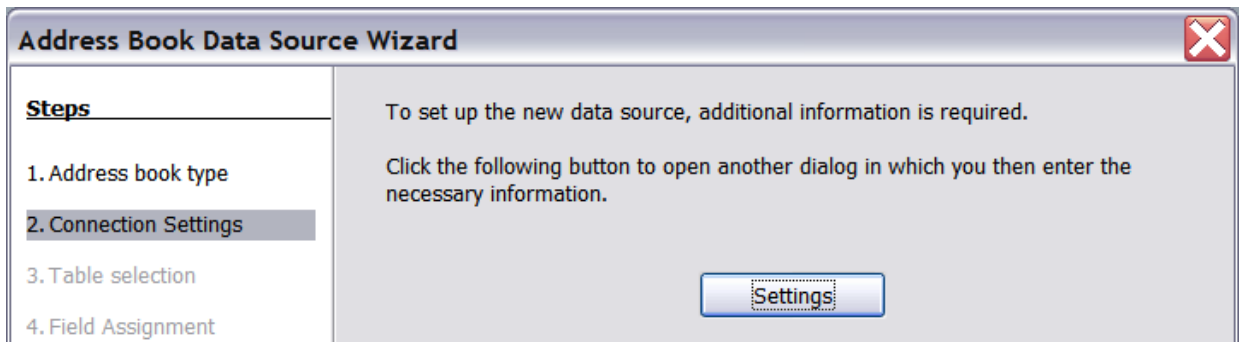 Address Book Data Source Wizard
Steps
1. Address book type
2. Connection Settings
3. Table selection
4. Field Assignment
To set up the new data source, additional information is required.
Click the following button to open another dialog in which you then enter the
necessary information.
Settings